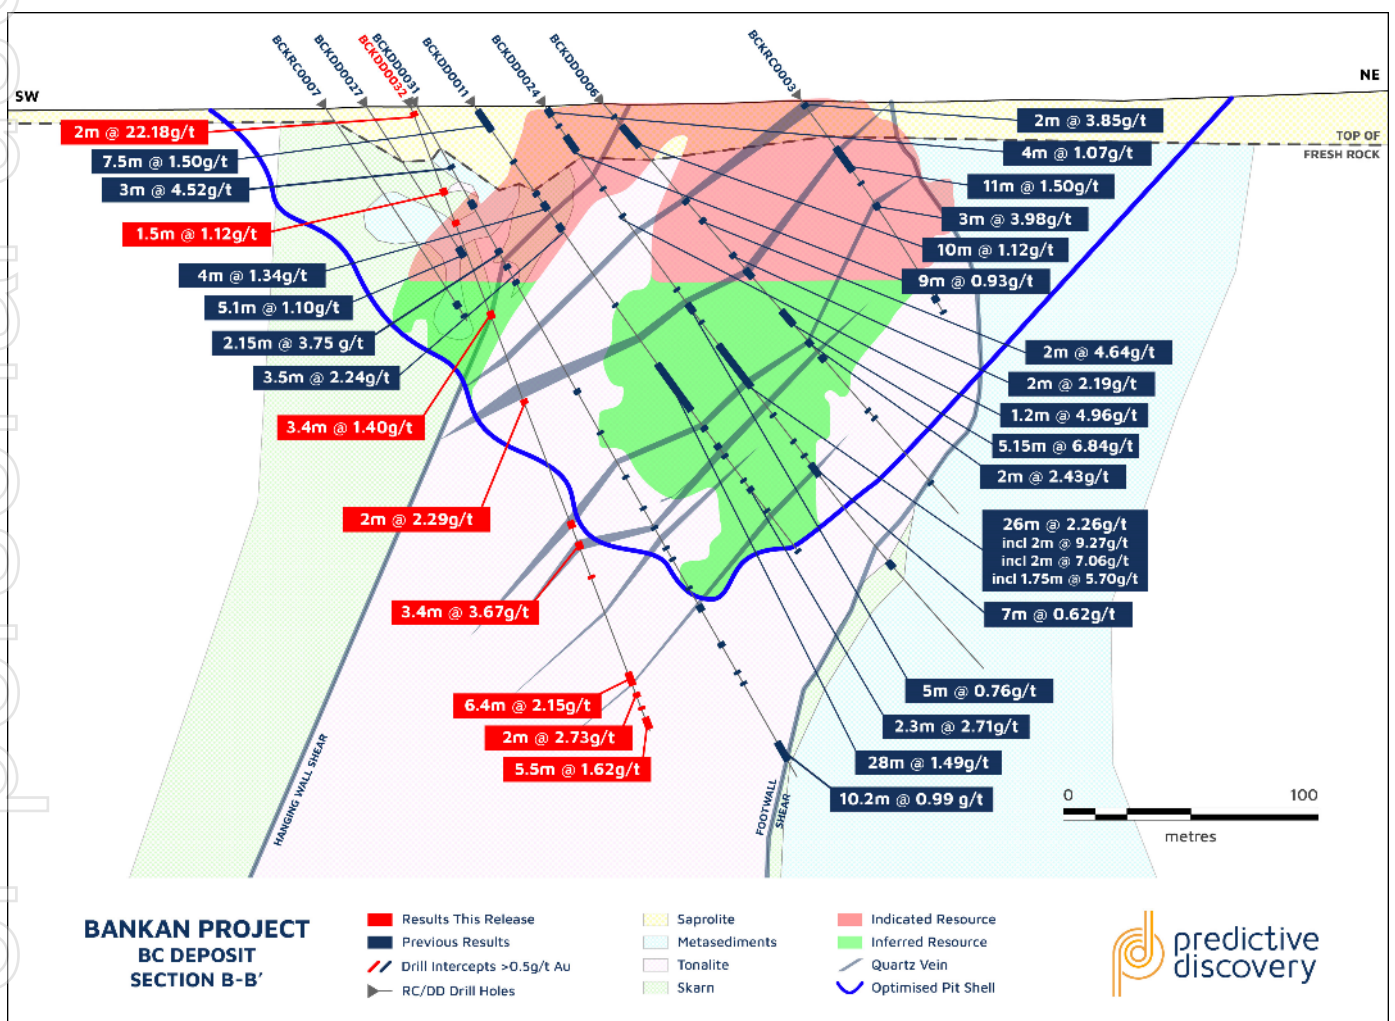 SW
NE
BCKRC0007
BCKDD0027
BCKDD0032
BCKDD0031
BCKDD0011
BCKDD0024
BCKDD0006
BCKRC0003
TOP OF
FRESH ROCK
2m @ 22.18g/t
7.5m @ 1.50g/t
3m @ 4.52g/t
1.5m @ 1.12g/t
4m @ 1.34g/t
5.1m @ 1.10g/t
2.15m @ 3.75 g/t
3.5m @ 2.24g/t
3.4m @ 1.40g/t
2m @ 2.29g/t
3.4m @ 3.67g/t
6.4m @ 2.15g/t
2m @ 2.73g/t
5.5m @ 1.62g/t
2m @ 3.85g/t
4m @ 1.07g/t
11m @ 1.50g/t
3m @ 3.98g/t
10m @ 1.12g/t
9m @ 0.93g/t
2m @ 4.64g/t
2m @ 2.19g/t
1.2m @ 4.96g/t
5.15m @ 6.84g/t
2m @ 2.43g/t
26m @ 2.26g/t
incl 2m @ 9.27g/t
incl 2m @ 7.06g/t
incl 1.75m @ 5.70g/t
7m @ 0.62g/t
5m @ 0.76g/t
2.3m @ 2.71g/t
28m @ 1.49g/t
10.2m @ 0.99 g/t
HANGING WALL SHEAR
FOOTWALL
SHEAR
0 100
metres
BANKAN PROJECT
BC DEPOSIT
SECTION B-B'
Results This Release
Previous Results
Drill Intercepts >0.5g/t Au
RC/DD Drill Holes
Saprolite
Metasediments
Tonalite
Skarn
Indicated Resource
Inferred Resource
Quartz Vein
Optimised Pit Shell
predictive
discovery